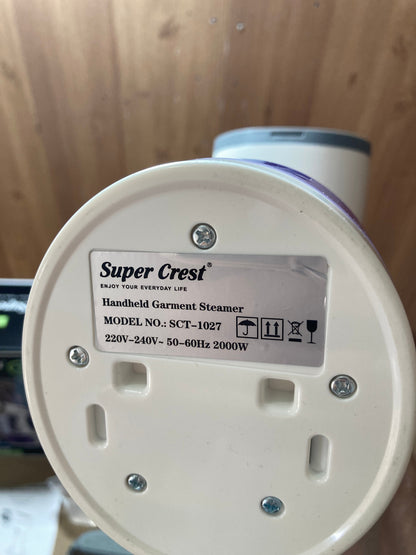 Super Crest®
ENJOY YOUR EVERYDAY LIFE
Handheld Garment Steamer
MODEL NO.: SCT-1027
220V-240V~ 50-60Hz 2000W